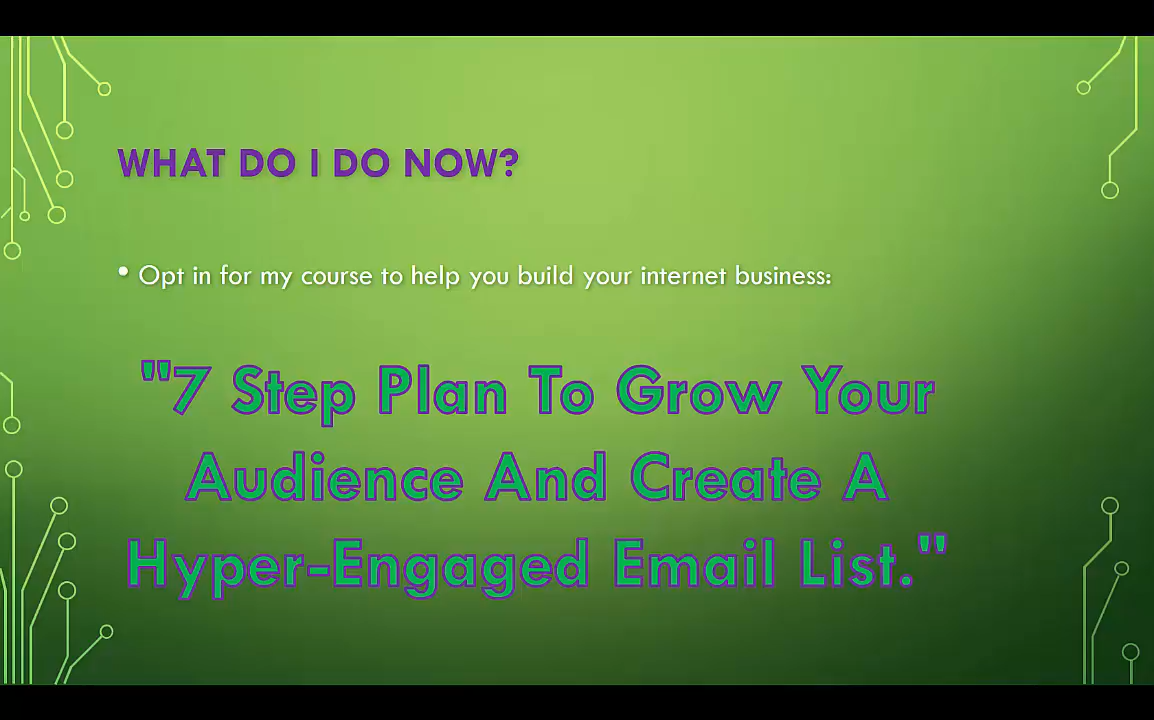 WHAT DO I DO NOW?
• Opt in for my course to help you build your internet business:
"7 Step Plan To Grow Your
Audience And Create A
Hyper-Engaged Email List."